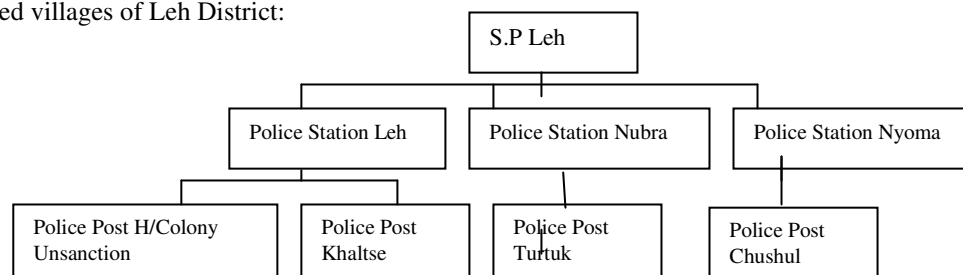 ed villages of Leh District:
S.P Leh
Police Station Leh
Police Station Nubra
Police Station Nyoma
Police Post H/Colony
Unsanction
Police Post
Khaltse
Police Post
Turtuk
Police Post
Chushul